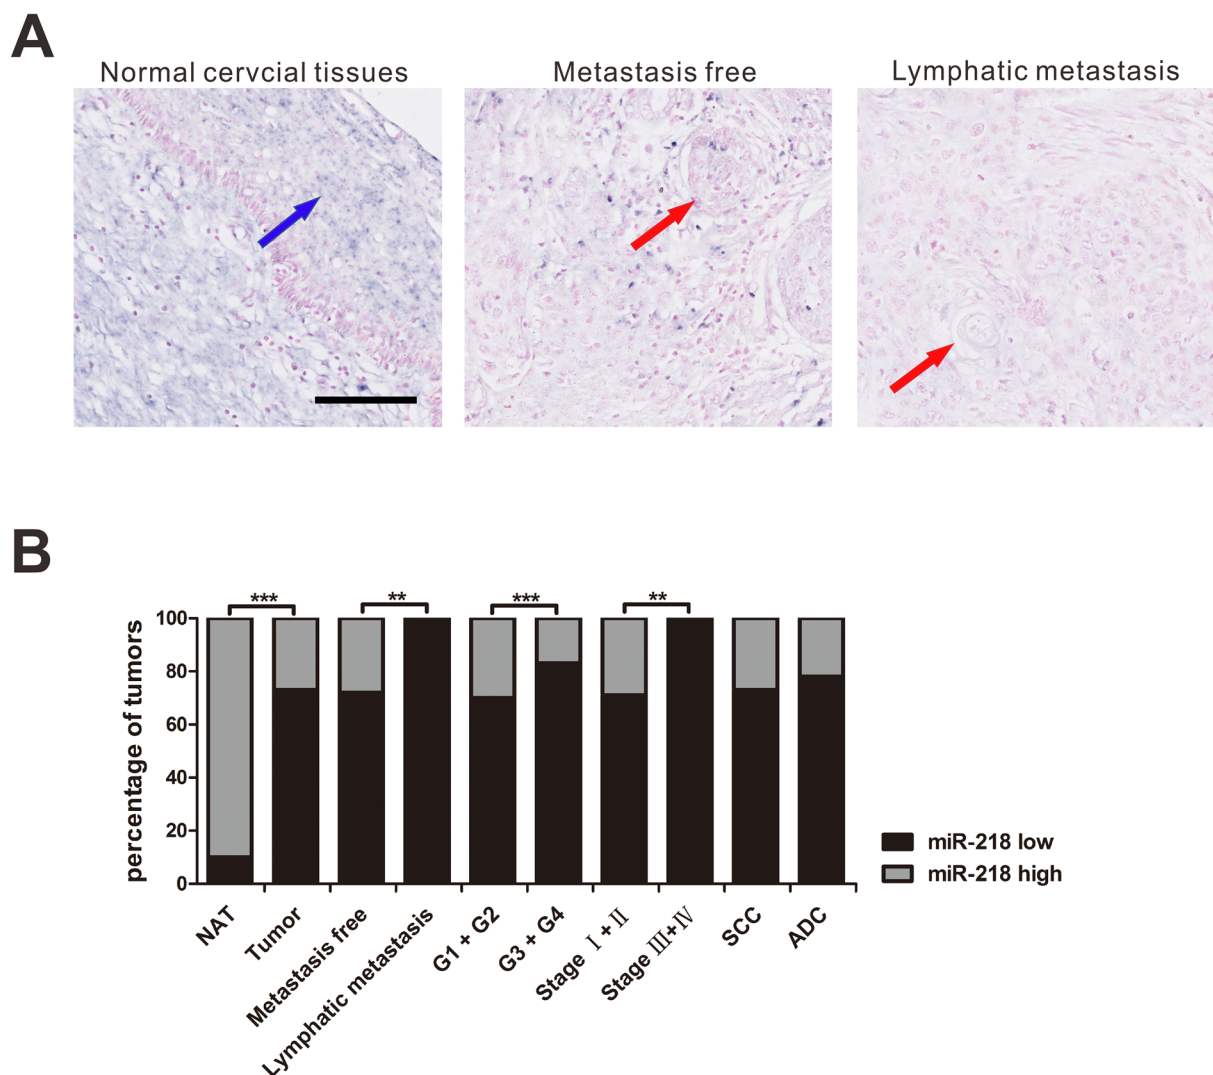 A
Normal cervcial tissues
Metastasis free
Lymphatic metastasis
B
*** ** *** **
percentage of tumors
100
80
60
40
20
0
NAT
Tumor
Metastasis free
Lymphatic metastasis
G1 + G2
G3 + G4
Stage Ⅰ+Ⅱ
Stage Ⅲ+Ⅳ
SCC
ADC
miR-218 low
miR-218 high